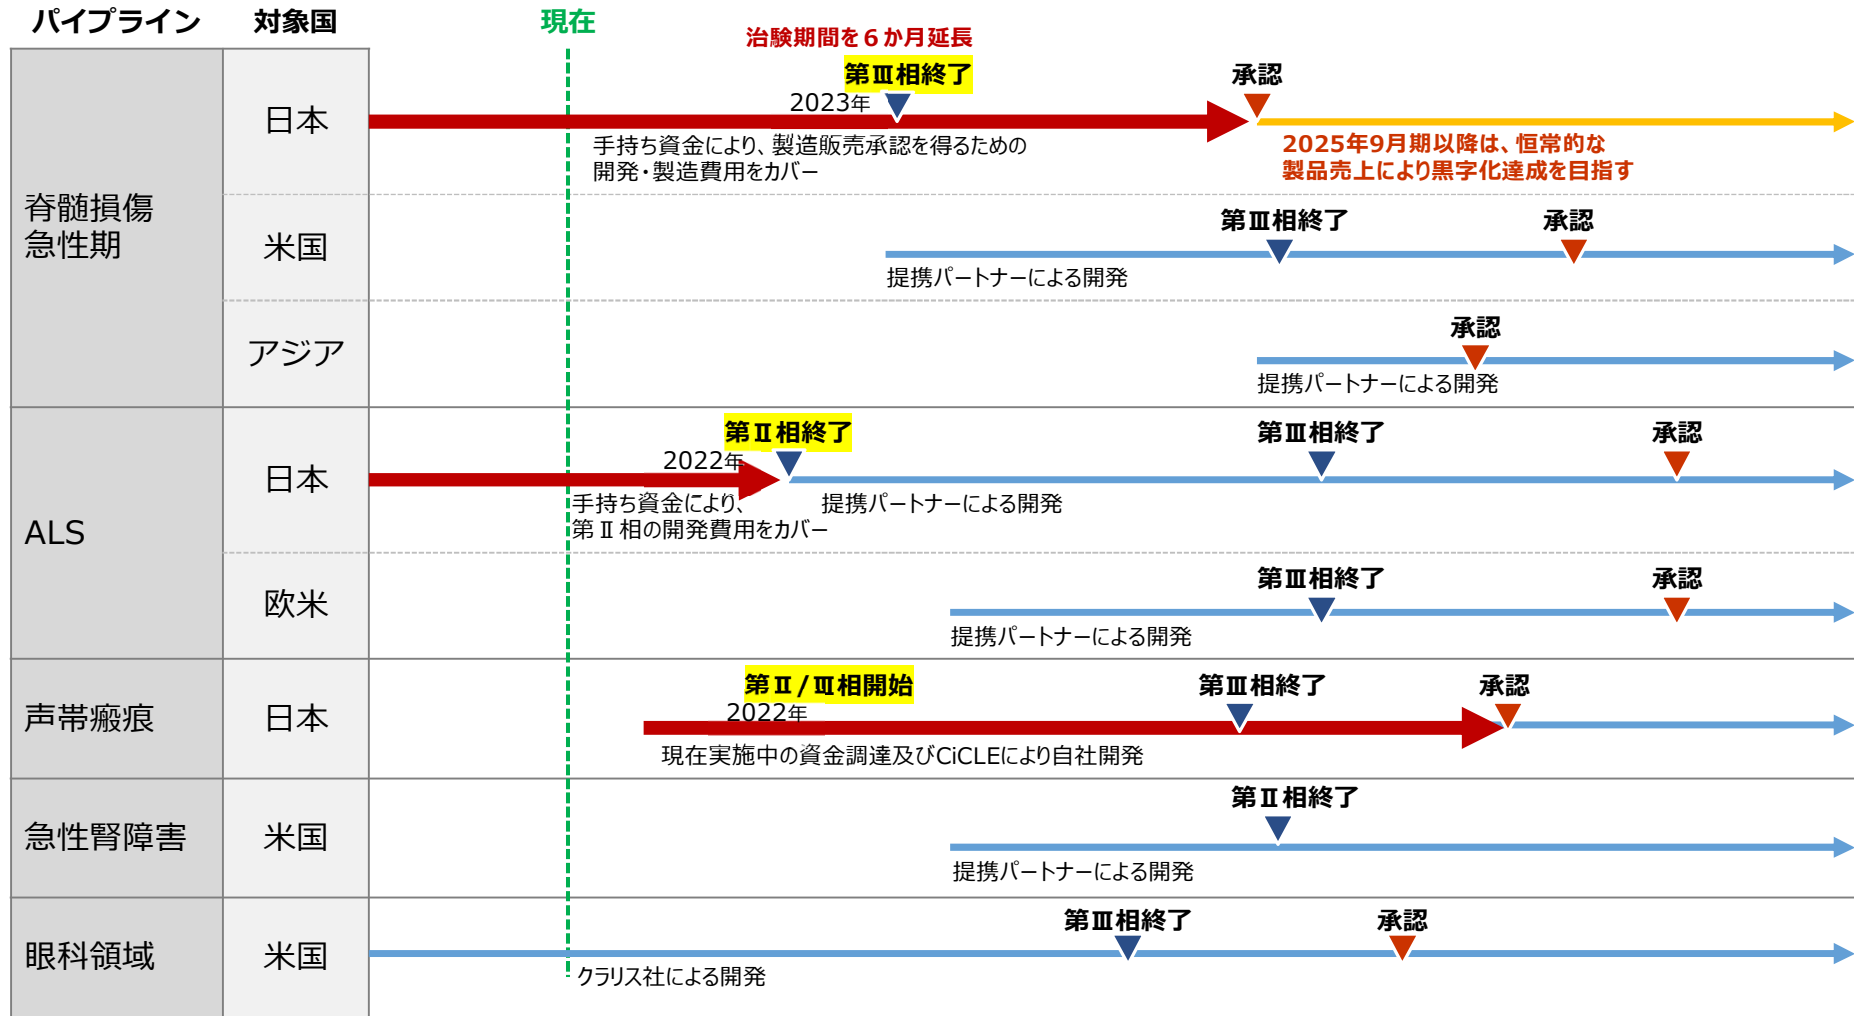 パイプライン
対象国
現在
治験期間を6か月延長
脊髄損傷
急性期
日本
第Ⅲ相終了
2023年
承認
手持ち資金により、製造販売承認を得るための
開発・製造費用をカバー
2025年9月期以降は、恒常的な
製品売上により黒字化達成を目指す
米国
第Ⅲ相終了
承認
提携パートナーによる開発
アジア
承認
提携パートナーによる開発
ALS
日本
第Ⅱ相終了
2022年
第Ⅲ相終了
承認
手持ち資金により、
第Ⅱ相の開発費用をカバー
提携パートナーによる開発
欧米
第Ⅲ相終了
承認
提携パートナーによる開発
声帯瘢痕
日本
第Ⅱ/Ⅲ相開始
2022年
第Ⅲ相終了
承認
現在実施中の資金調達及びCiCLEにより自社開発
急性腎障害
米国
第Ⅱ相終了
提携パートナーによる開発
眼科領域
米国
第Ⅲ相終了
承認
クラリス社による開発